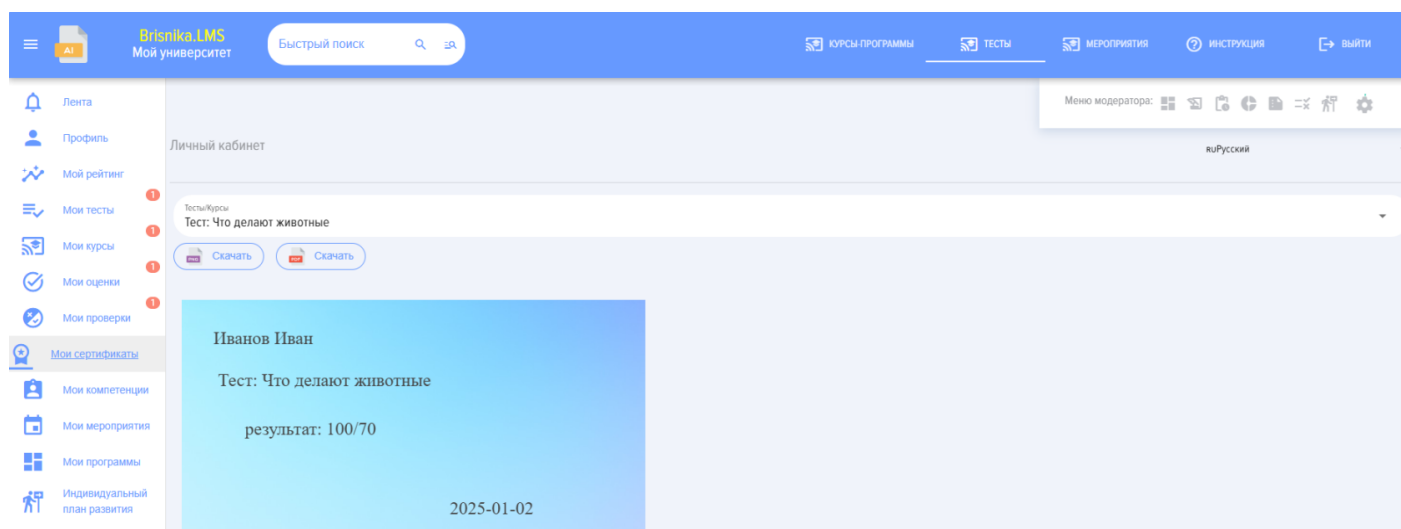 AI
Brisnika.LMS
Мой университет
Быстрый поиск
КУРСЫ-ПРОГРАММЫ
ТЕСТЫ
МЕРОПРИЯТИЯ
ИНСТРУКЦИЯ
ВЫЙТИ
Меню модератора:
Лента
Профиль
Мой рейтинг
Мои тесты 1
Мои курсы 1
Мои оценки 1
Мои проверки 1
Мои сертификаты
Мои компетенции
Мои мероприятия
Мои программы
Индивидуальный
план развития
Личный кабинет
RUРусский
Тесты/Курсы
Тест: Что делают животные
PNG Скачать
PDF Скачать
Иванов Иван
Тест: Что делают животные
результат: 100/70
2025-01-02